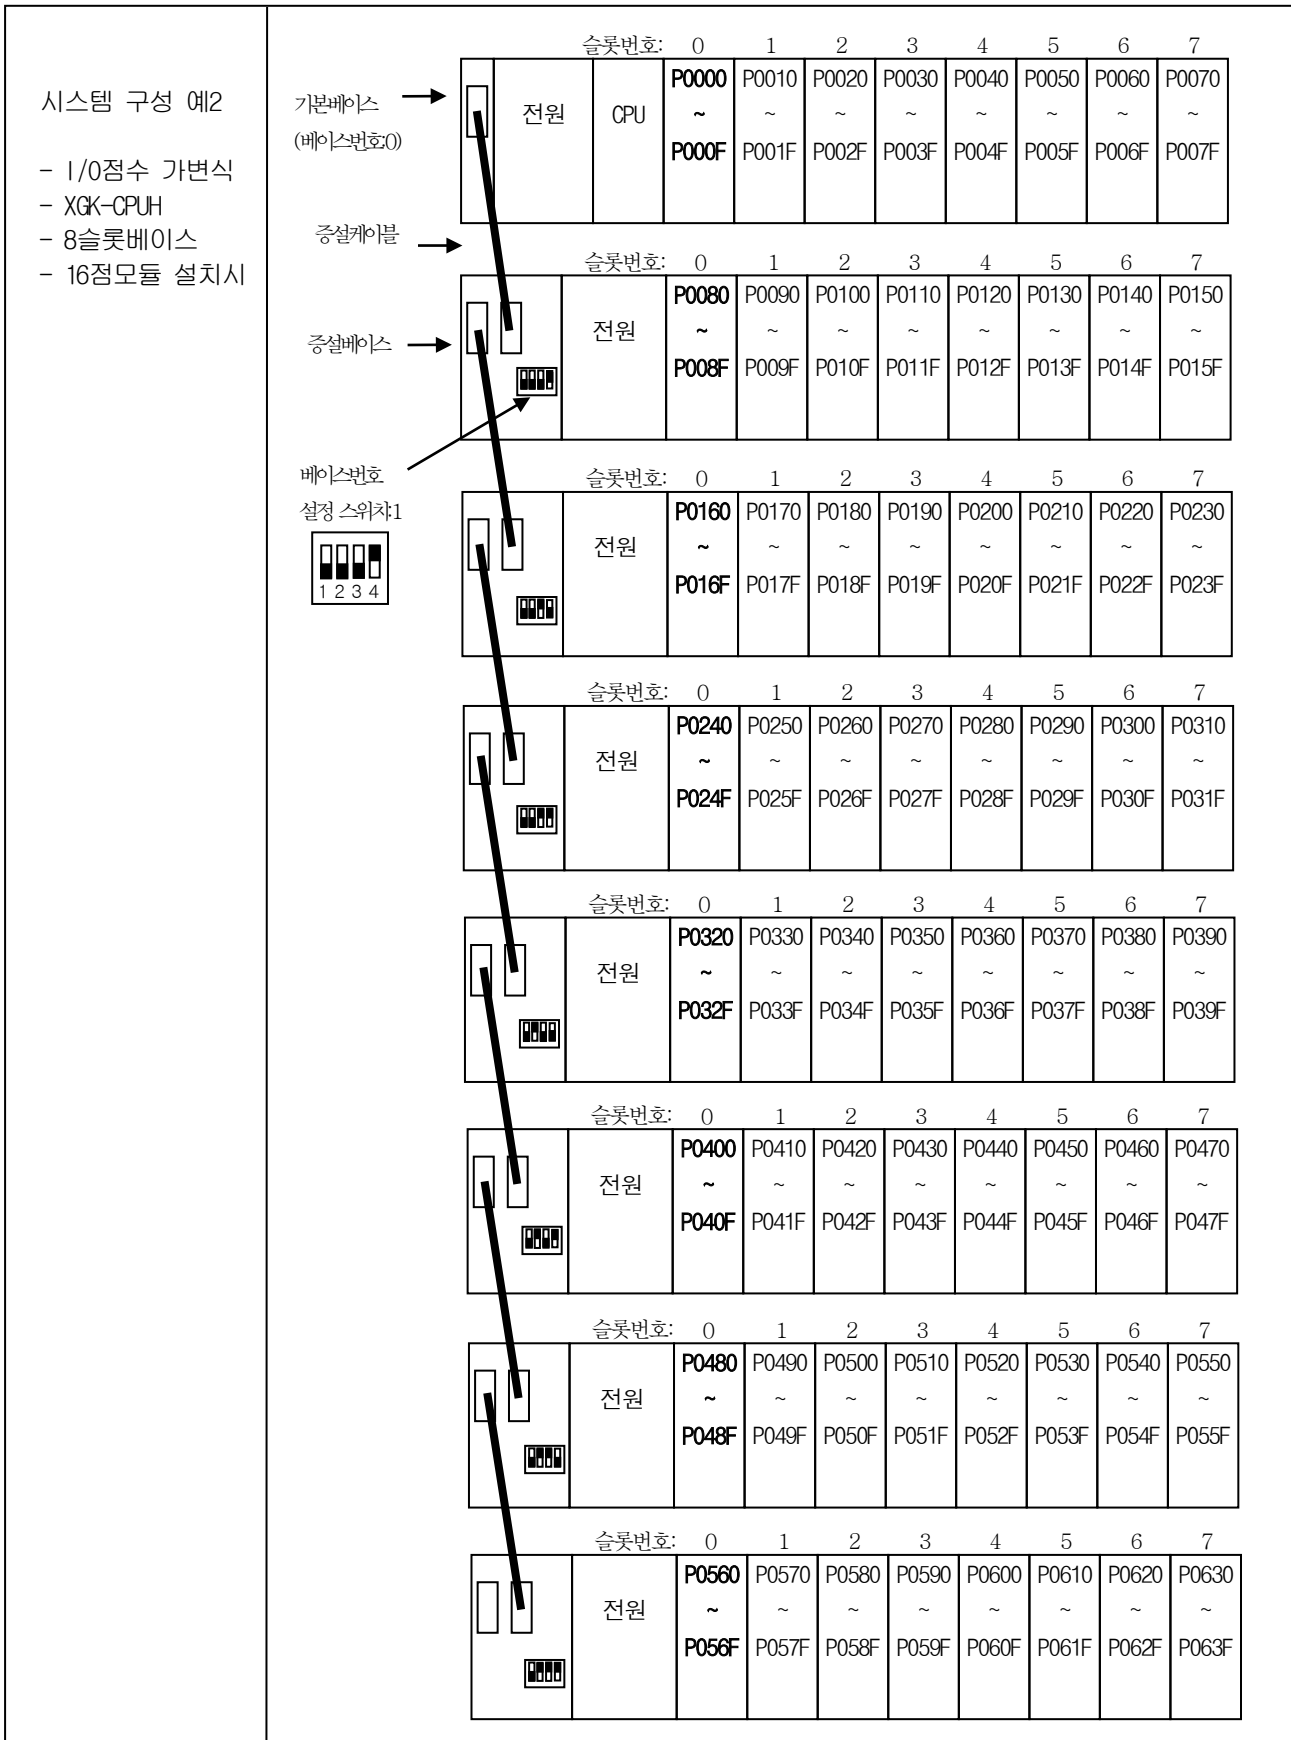 시스템 구성 예2
- I/O점수 가변식
- XGK-CPUH
- 8슬롯베이스
- 16점모듈 설치시
슬롯번호: 0 1 2 3 4 5 6 7
기본베이스
(베이스번호:0)
전원 CPU
P0000 P0010 P0020 P0030 P0040 P0050 P0060 P0070
~ ~ ~ ~ ~ ~ ~ ~
P000F P001F P002F P003F P004F P005F P006F P007F
증설케이블
슬롯번호: 0 1 2 3 4 5 6 7
증설베이스
전원
P0080 P0090 P0100 P0110 P0120 P0130 P0140 P0150
~ ~ ~ ~ ~ ~ ~ ~
P008F P009F P010F P011F P012F P013F P014F P015F
베이스번호
설정 스위치:1
1 2 3 4
슬롯번호: 0 1 2 3 4 5 6 7
전원
P0160 P0170 P0180 P0190 P0200 P0210 P0220 P0230
~ ~ ~ ~ ~ ~ ~ ~
P016F P017F P018F P019F P020F P021F P022F P023F
슬롯번호: 0 1 2 3 4 5 6 7
전원
P0240 P0250 P0260 P0270 P0280 P0290 P0300 P0310
~ ~ ~ ~ ~ ~ ~ ~
P024F P025F P026F P027F P028F P029F P030F P031F
슬롯번호: 0 1 2 3 4 5 6 7
전원
P0320 P0330 P0340 P0350 P0360 P0370 P0380 P0390
~ ~ ~ ~ ~ ~ ~ ~
P032F P033F P034F P035F P036F P037F P038F P039F
슬롯번호: 0 1 2 3 4 5 6 7
전원
P0400 P0410 P0420 P0430 P0440 P0450 P0460 P0470
~ ~ ~ ~ ~ ~ ~ ~
P040F P041F P042F P043F P044F P045F P046F P047F
슬롯번호: 0 1 2 3 4 5 6 7
전원
P0480 P0490 P0500 P0510 P0520 P0530 P0540 P0550
~ ~ ~ ~ ~ ~ ~ ~
P048F P049F P050F P051F P052F P053F P054F P055F
슬롯번호: 0 1 2 3 4 5 6 7
전원
P0560 P0570 P0580 P0590 P0600 P0610 P0620 P0630
~ ~ ~ ~ ~ ~ ~ ~
P056F P057F P058F P059F P060F P061F P062F P063F